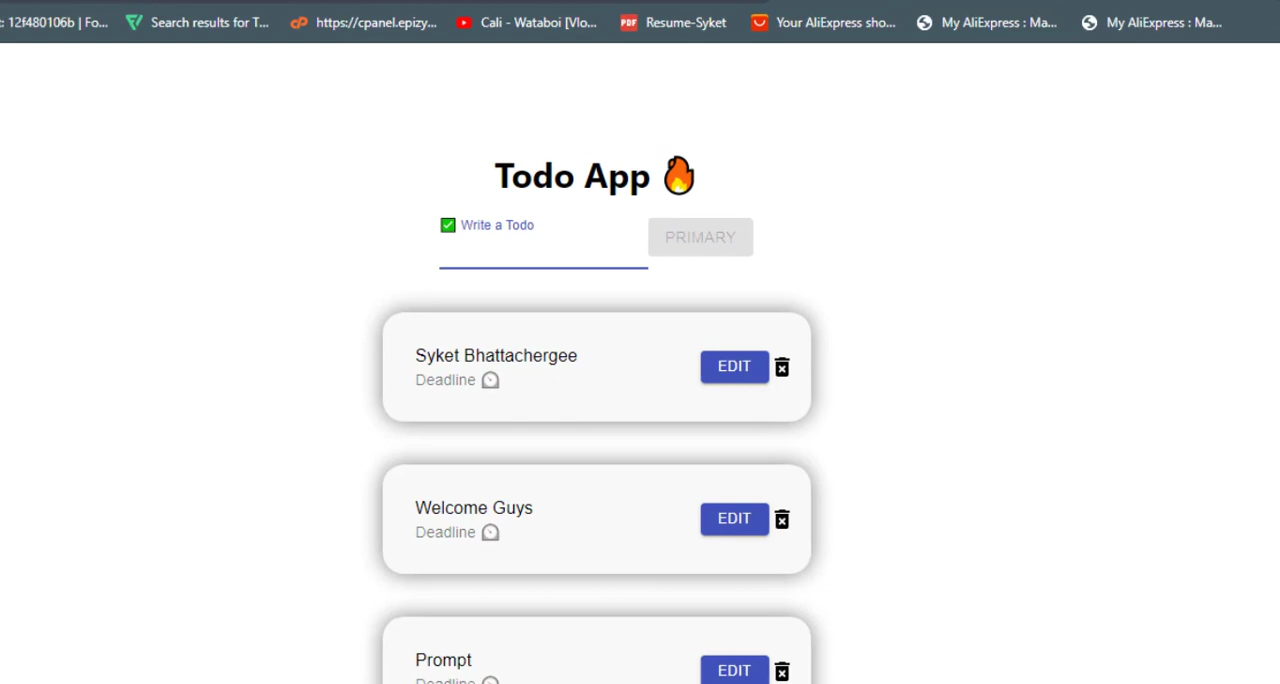 : 12f480106b | Fo... Search results for T... https://cpanel.epizy... Cali - Wataboi [Vlo... PDF Resume-Syket Your AliExpress sho... My AliExpress : Ma... My AliExpress : Ma...
Todo App 🔥
✅ Write a Todo
PRIMARY
Syket Bhattachergee
Deadline
EDIT
Welcome Guys
Deadline
EDIT
Prompt
Deadline
EDIT